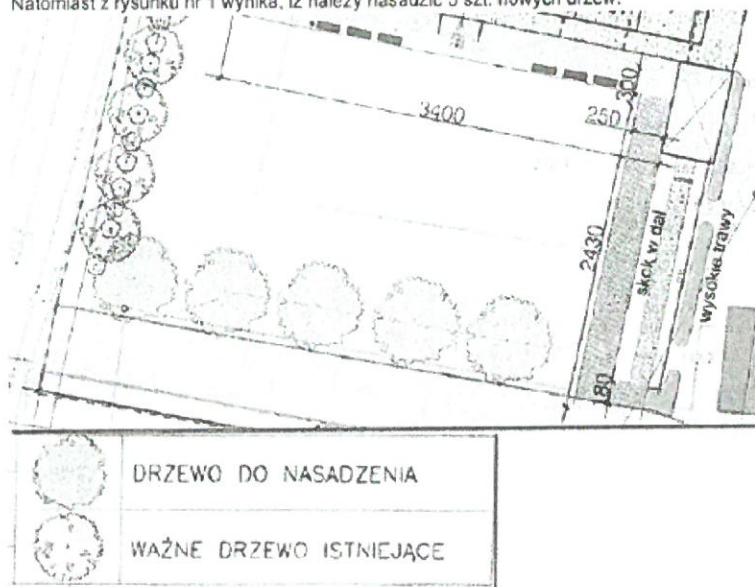 Natomiast z rysunku nr 1 wynika, iż należy nasadzić 5 szt. nowych drzew.
3400
300
250
2430
skok w dal
wysokie trawy
180
DRZEWO DO NASADZENIA
WAŻNE DRZEWO ISTNIEJĄCE